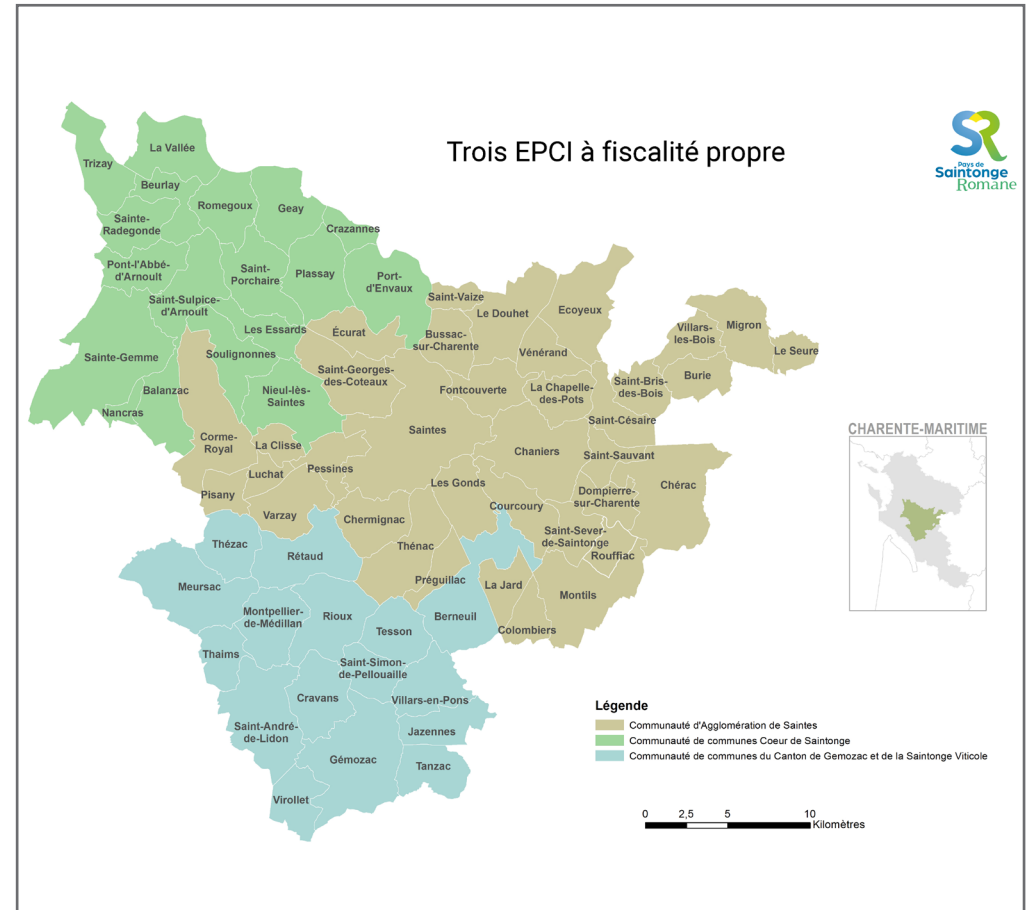 Trois EPCI à fiscalité propre
SR
Pays de
Saintonge
Romane
La Vallée
Trizay
Beurlay
Romegoux
Geay
Sainte-
Radegonde
Crazannes
Pont-l'Abbé-
d'Arnoult
Saint-
Porchaire
Plassay
Port-
d'Envaux
Saint-Sulpice-
d'Arnoult
Saint-Vaize
Le Douhet
Ecoyeux
Les Essards
Écurat
Bussac-
sur-Charente
Villars-
les-Bois
Migron
Sainte-Gemme
Soulignonnes
Vénérand
Le Seure
Saint-Georges-
des-Coteaux
Burie
Balanzac
Nieul-lès-
Saintes
Fontcouverte
La Chapelle-
des-Pots
Saint-Bris-
des-Bois
Nancras
Saint-Césaire
Saintes
Corme-
Royal
La Clisse
Chaniers
Saint-Sauvant
Luchat
Pessines
Les Gonds
Chérac
Pisany
Dompierre-
sur-Charente
Varzay
Chermignac
Courcoury
Saint-Sever-
de-Saintonge
Thézac
Rétaud
Thénac
Rouffiac
Préguillac
La Jard
Meursac
Montils
Montpellier-
de-Médillan
Rioux
Berneuil
Tesson
Colombiers
Thaims
Saint-Simon-
de-Pellouaille
Cravans
Villars-en-Pons
Saint-André-
de-Lidon
Jazennes
Gémozac
Tanzac
Virollet
CHARENTE-MARITIME
Légende
Communauté d'Agglomération de Saintes
Communauté de communes Coeur de Saintonge
Communauté de communes du Canton de Gemozac et de la Saintonge Viticole
0 2,5 5 10
Kilomètres